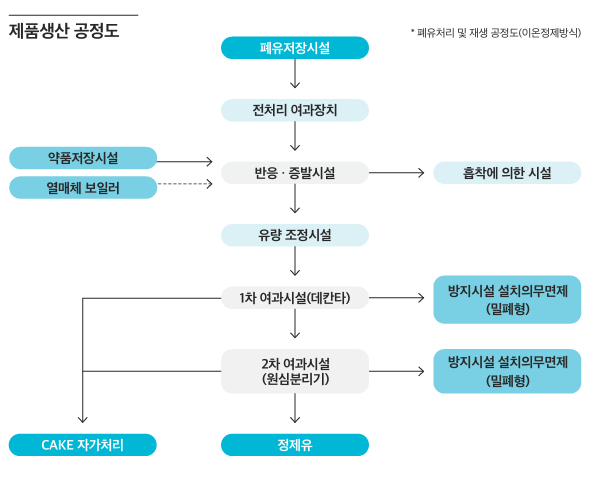 제품생산 공정도
* 폐유처리 및 재생 공정도(이온정제방식)
폐유저장시설
전처리 여과장치
약품저장시설
열매체 보일러
반응 · 증발시설
흡착에 의한 시설
유량 조정시설
1차 여과시설(데칸타)
방지시설 설치의무면제
(밀폐형)
2차 여과시설
(원심분리기)
방지시설 설치의무면제
(밀폐형)
CAKE 자가처리
정제유